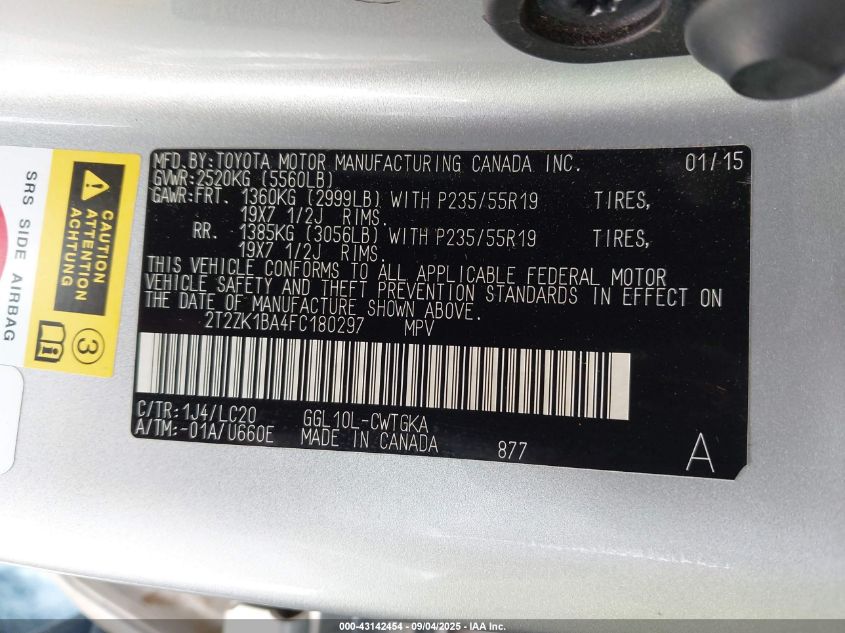 MFD.BY:TOYOTA MOTOR MANUFACTURING CANADA INC. 01/15
GVWR:2520KG (5560LB)
GAWR:FRT. 1360KG (2999LB) WITH P235/55R19 TIRES,
19X7 1/2J RIMS.
RR. 1385KG (3056LB) WITH P235/55R19 TIRES,
19X7 1/2J RIMS.
THIS VEHICLE CONFORMS TO ALL APPLICABLE FEDERAL MOTOR
VEHICLE SAFETY AND THEFT PREVENTION STANDARDS IN EFFECT ON
THE DATE OF MANUFACTURE SHOWN ABOVE.
2T2ZK1BA4FC180297 MPV
C/TR:1J4/LC20 GGL10L-CWTGKA
A/TM:-01A/U660E MADE IN CANADA 877
A
SRS SIDE AIRBAG
CAUTION
ATTENTION
ACHTUNG
3
000-43142454 - 09/04/2025 - IAA Inc.